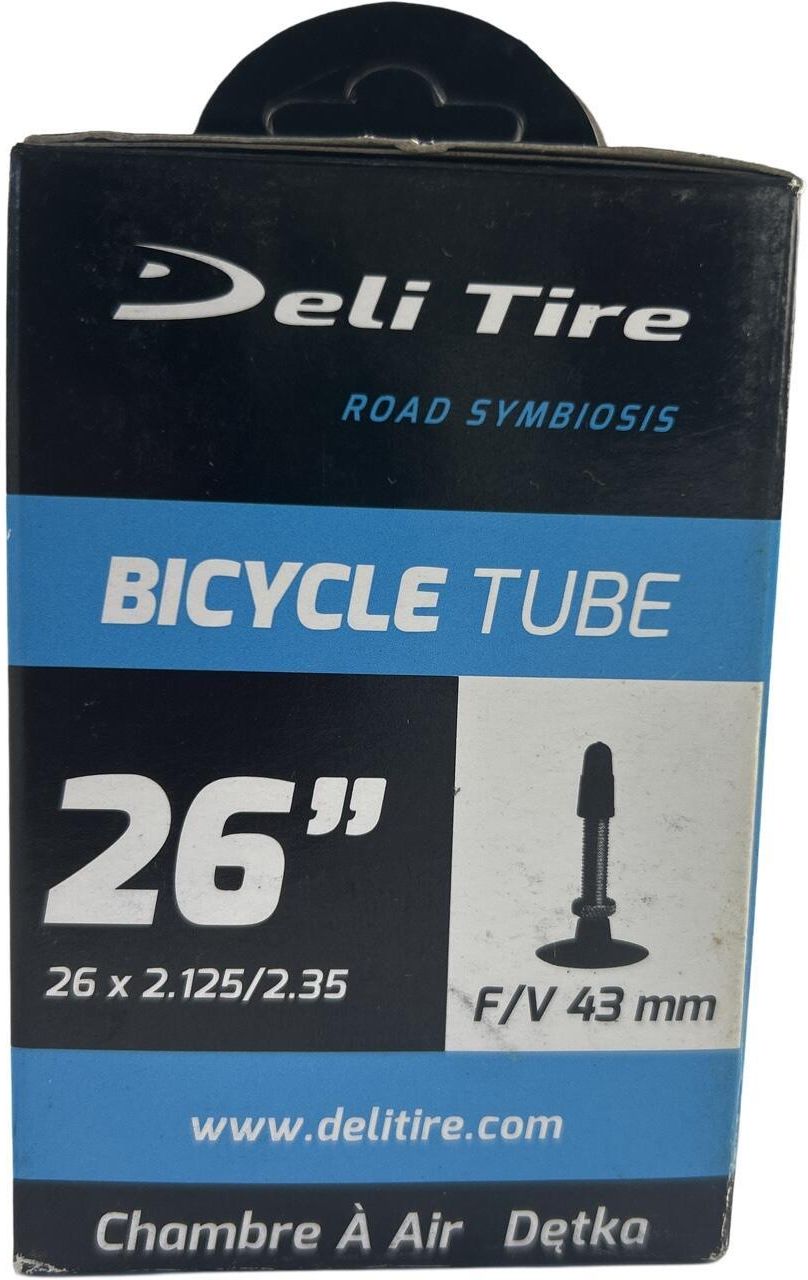 Deli Tire
ROAD SYMBIOSIS
BICYCLE TUBE
26”
26 x 2.125/2.35
F/V 43 mm
www.delitire.com
Chambre À Air Dętka